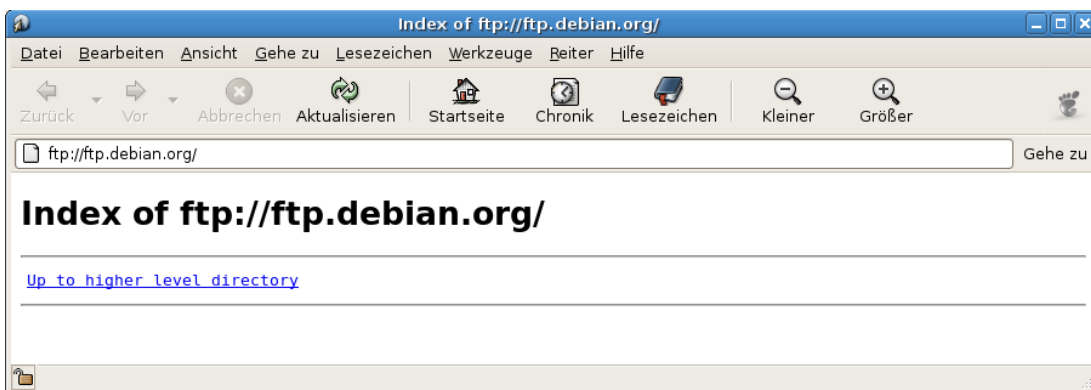 Index of ftp://ftp.debian.org/
Datei Bearbeiten Ansicht Gehe zu Lesezeichen Werkzeuge Reiter Hilfe
Zurück Vor Abbrechen Aktualisieren Startseite Chronik Lesezeichen Kleiner Größer
ftp://ftp.debian.org/ Gehe zu
Index of ftp://ftp.debian.org/
Up to higher level directory